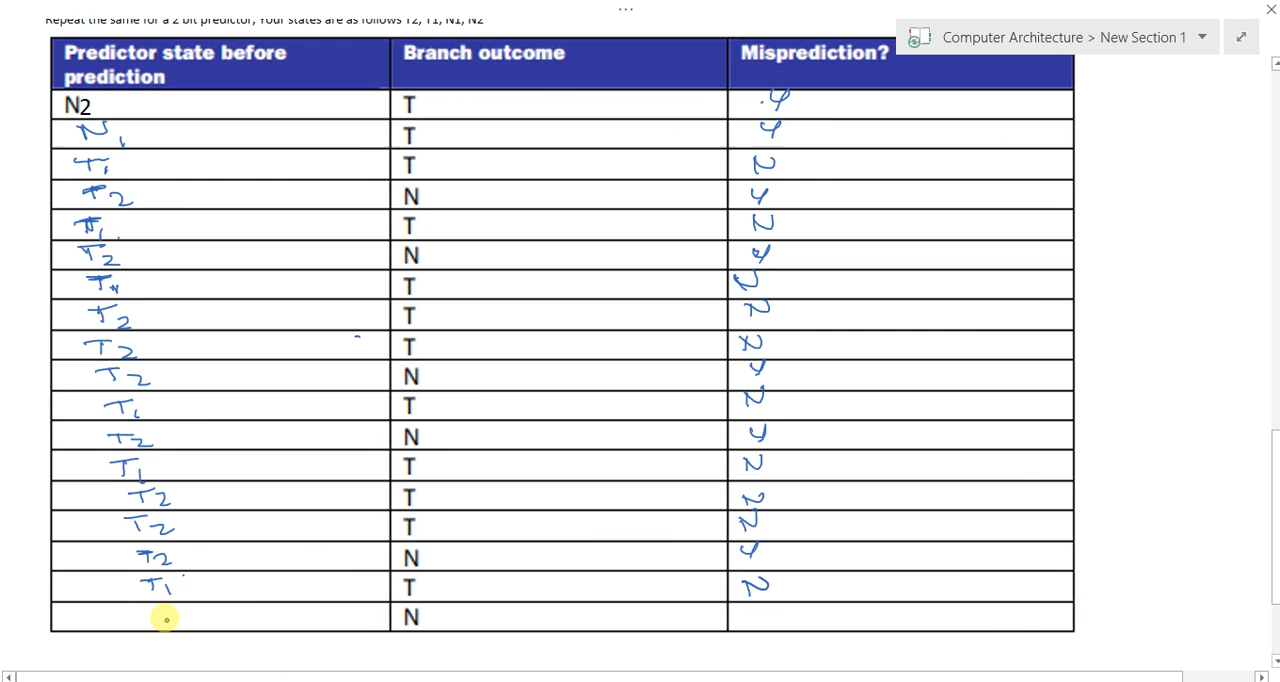 Repeat the same for a 2 bit predictor, Your states are as follows T2, T1, N1, N2
Computer Architecture > New Section 1
Predictor state before prediction Branch outcome Misprediction?
N2 T y
N1 T y
T1 T N
T2 N y
T1 T N
T2 N y
T1 T N
T2 T N
T2 T N
T2 N y
T1 T N
T2 N y
T1 T N
T2 T N
T2 T N
T2 N y
T1 T N
N